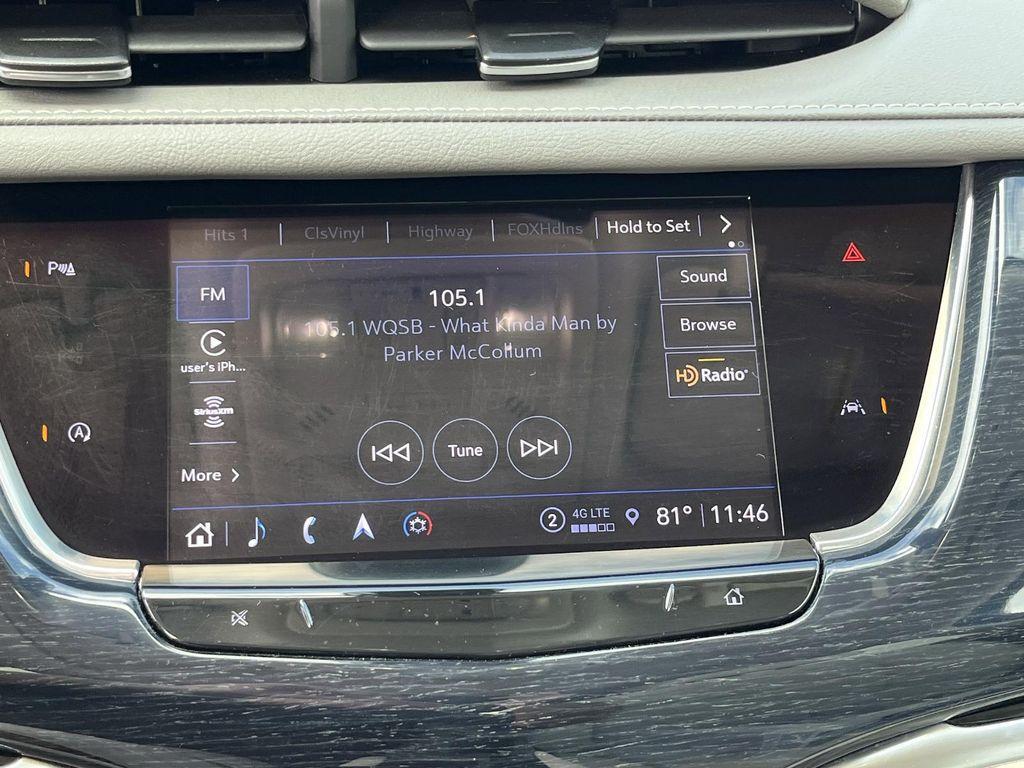 Hits 1 ClsVinyl Highway FOXHdlns Hold to Set
FM
105.1
Sound
105.1 WQSB - What Kinda Man by
Parker McCollum
Browse
user's iPh...
HD Radio
SiriusXM
More
Tune
2 4G LTE 81° 11:46
P
A